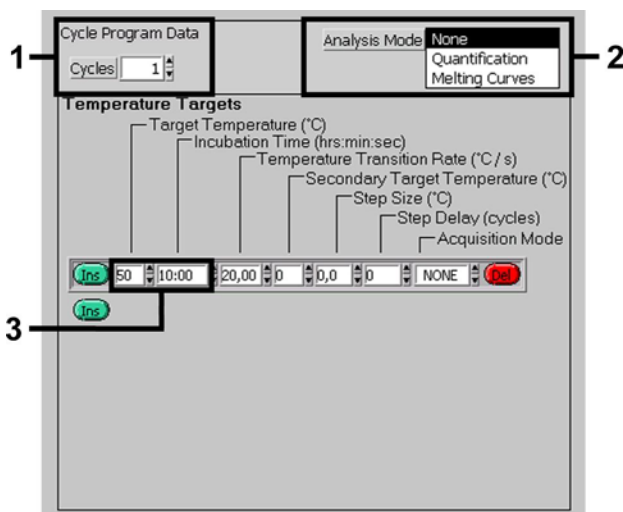 Cycle Program Data
Cycles 1
Analysis Mode None
Quantification
Melting Curves
1
2
Temperature Targets
Target Temperature (°C)
Incubation Time (hrs:min:sec)
Temperature Transition Rate (°C / s)
Secondary Target Temperature (°C)
Step Size (°C)
Step Delay (cycles)
Acquisition Mode
Ins 50 10:00 20,00 0 0,0 0 NONE Del
Ins
3